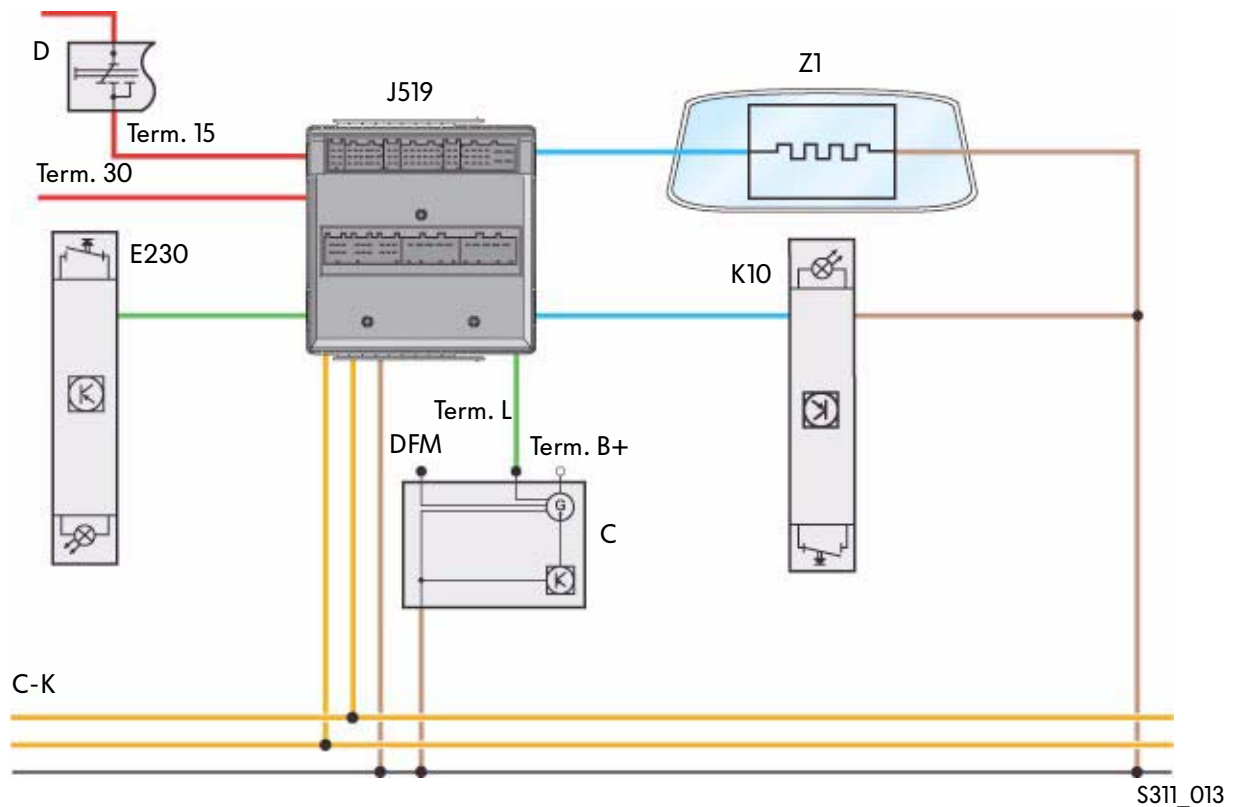 D
Z1
J519
Term. 15
Term. 30
E230
K10
Term. L
DFM
Term. B+
G
C
C-K
S311_013